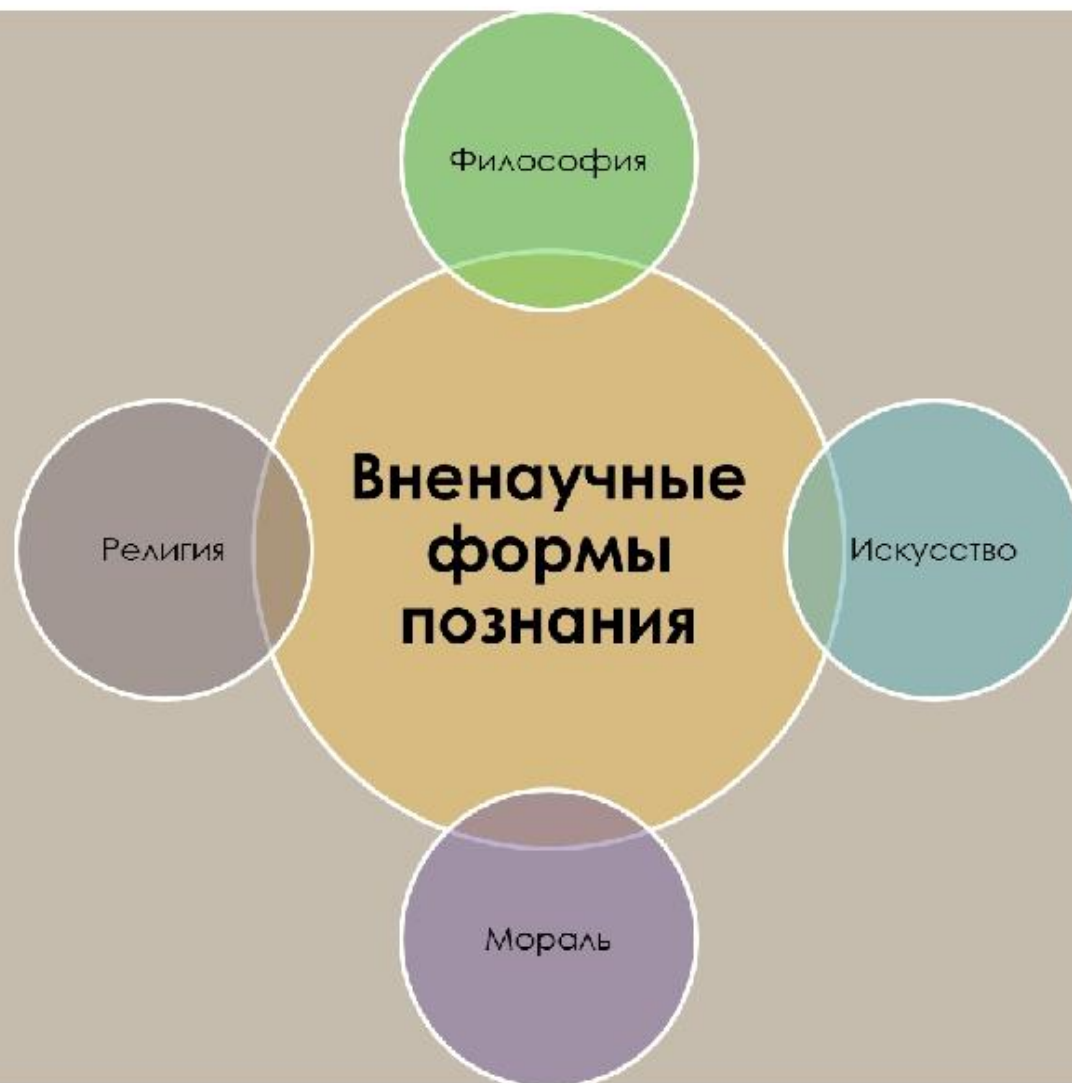 Философия
Вненаучные
формы
познания
Религия
Искусство
Мораль